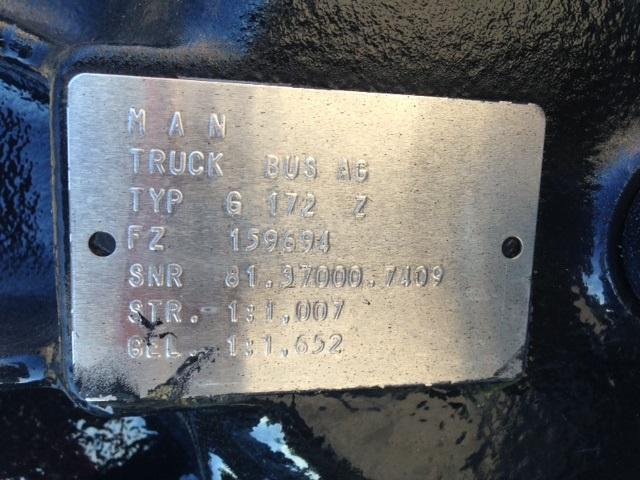 M A N
TRUCK BUS AG
TYP G 172 Z
FZ 159694
SNR 81.37000.7409
STR. 1:1,007
GEL. 1:1,652